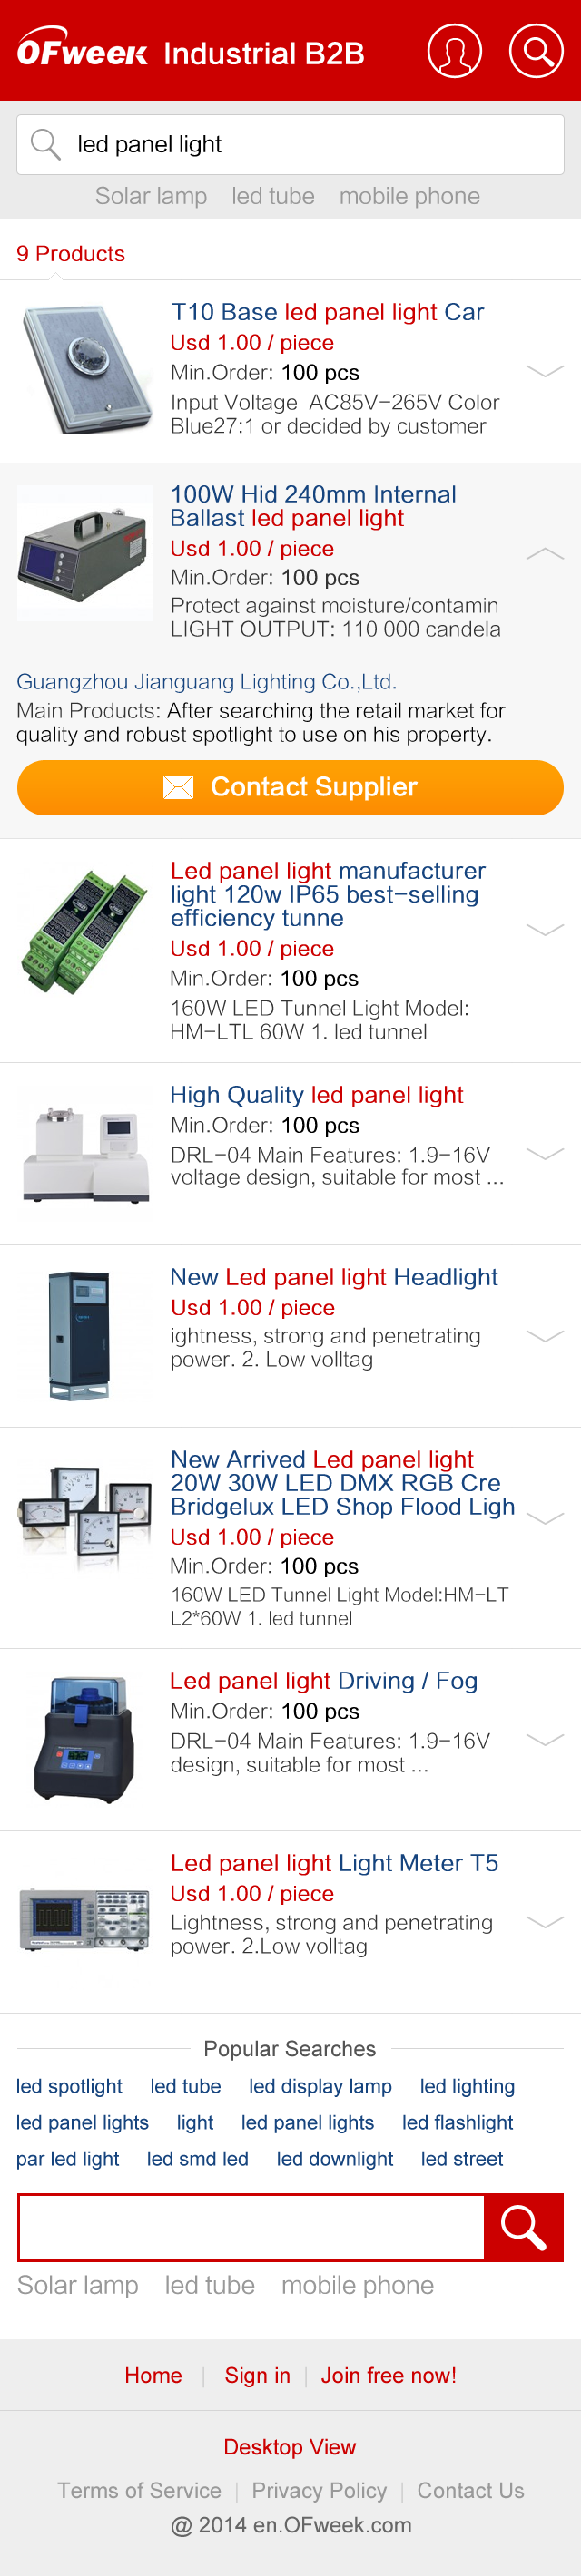 OFweek Industrial B2B
led panel light
Solar lamp led tube mobile phone
9 Products
T10 Base led panel light Car
Usd 1.00 / piece
Min.Order: 100 pcs
Input Voltage AC85V-265V Color
Blue27:1 or decided by customer
100W Hid 240mm Internal
Ballast led panel light
Usd 1.00 / piece
Min.Order: 100 pcs
Protect against moisture/contamin
LIGHT OUTPUT: 110 000 candela
Guangzhou Jianguang Lighting Co.,Ltd.
Main Products: After searching the retail market for
quality and robust spotlight to use on his property.
Contact Supplier
Led panel light manufacturer
light 120w IP65 best-selling
efficiency tunne
Usd 1.00 / piece
Min.Order: 100 pcs
160W LED Tunnel Light Model:
HM-LTL 60W 1. led tunnel
High Quality led panel light
Min.Order: 100 pcs
DRL-04 Main Features: 1.9-16V
voltage design, suitable for most ...
New Led panel light Headlight
Usd 1.00 / piece
ightness, strong and penetrating
power. 2. Low volltag
New Arrived Led panel light
20W 30W LED DMX RGB Cre
Bridgelux LED Shop Flood Ligh
Usd 1.00 / piece
Min.Order: 100 pcs
160W LED Tunnel Light Model:HM-LT
L2*60W 1. led tunnel
Led panel light Driving / Fog
Min.Order: 100 pcs
DRL-04 Main Features: 1.9-16V
design, suitable for most ...
Led panel light Light Meter T5
Usd 1.00 / piece
Lightness, strong and penetrating
power. 2.Low volltag
Popular Searches
led spotlight led tube led display lamp led lighting
led panel lights light led panel lights led flashlight
par led light led smd led led downlight led street
Solar lamp led tube mobile phone
Home | Sign in | Join free now!
Desktop View
Terms of Service | Privacy Policy | Contact Us
@ 2014 en.OFweek.com